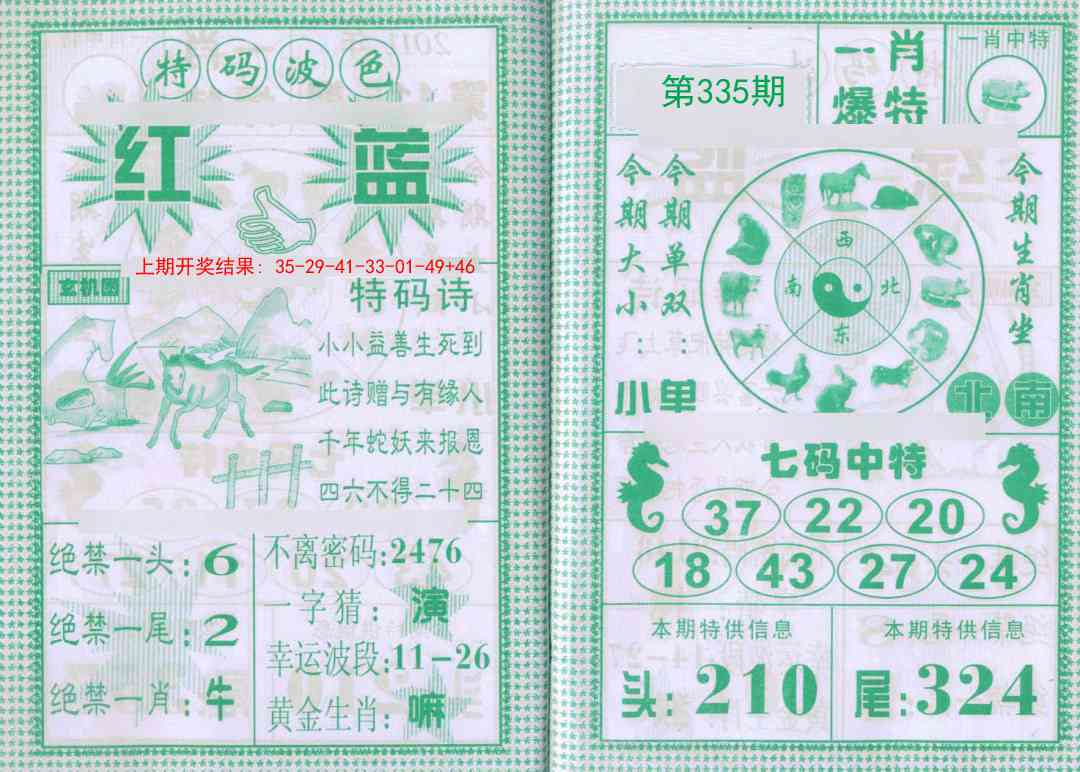 特码波色
红 蓝
上期开奖结果: 35-29-41-33-01-49+46
玄机图
特码诗
小小益善生死到
此诗赠与有缘人
千年蛇妖来报恩
四六不得二十四
绝禁一头:6
绝禁一尾:2
绝禁一肖:牛
不离密码:2476
一字猜:演
幸运波段:11-26
黄金生肖:嘛
第335期
一肖
爆特
一肖中特
今期大小:小
今期单双:单
西
南 北
东
今期生肖坐
北 南
七码中特
37 22 20
18 43 27 24
本期特供信息
头:210
本期特供信息
尾:324